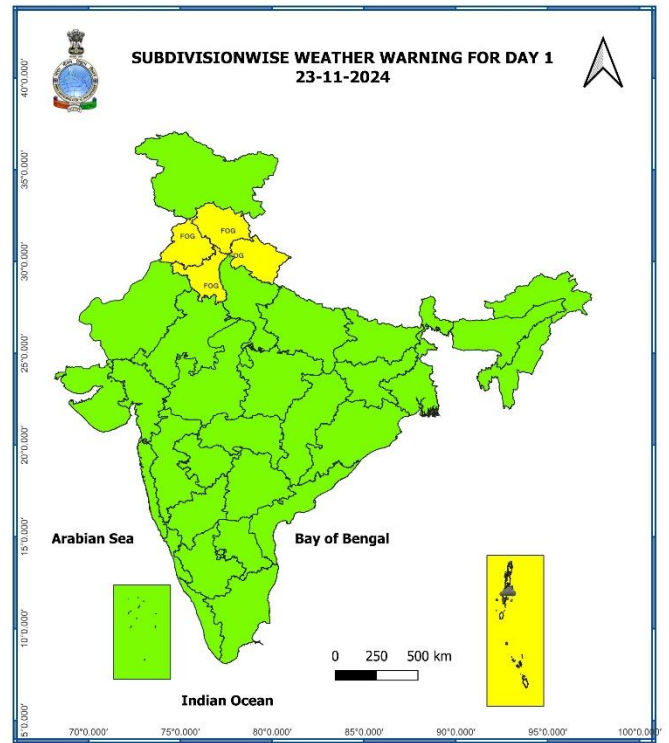 SUBDIVISIONWISE WEATHER WARNING FOR DAY 1
23-11-2024
40°0.000'
35°0.000'
30°0.000'
25°0.000'
20°0.000'
15°0.000'
10°0.000'
5°0.000'
FOG
FOG
FOG
FOG
Arabian Sea
Bay of Bengal
0 250 500 km
Indian Ocean
70°0.000' 75°0.000' 80°0.000' 85°0.000' 90°0.000' 95°0.000' 100°0.000'